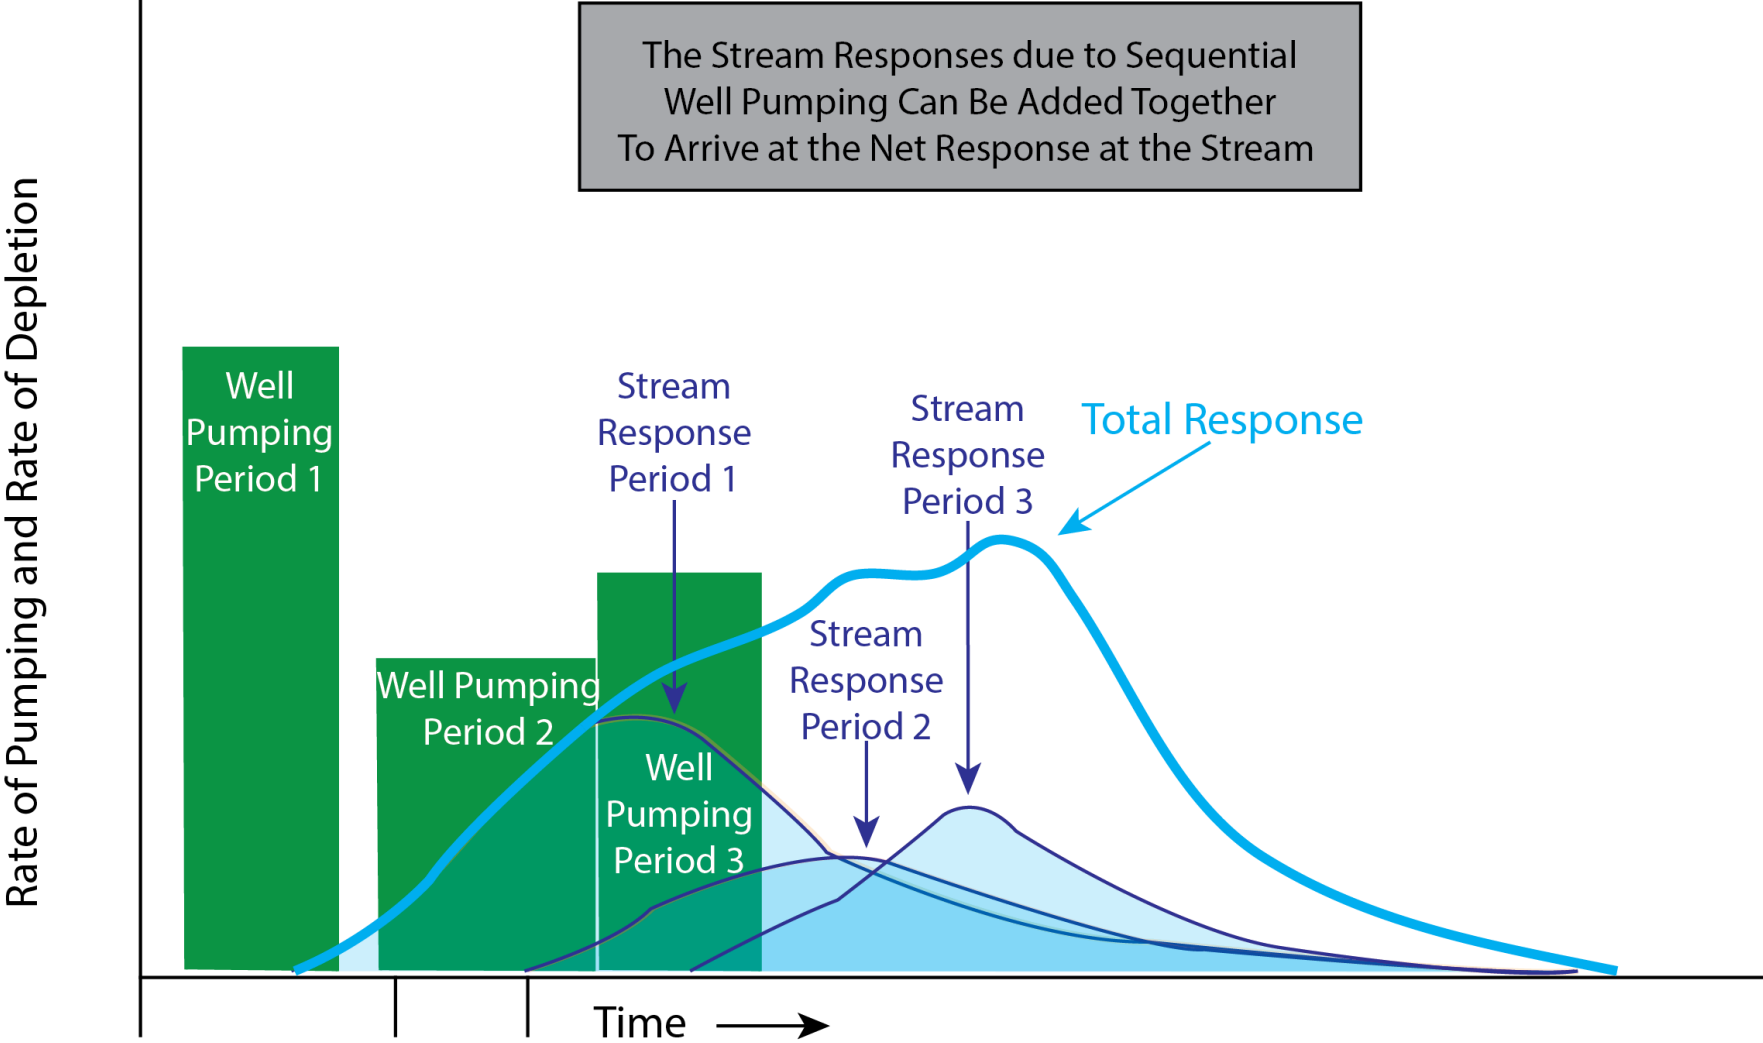 The Stream Responses due to Sequential
Well Pumping Can Be Added Together
To Arrive at the Net Response at the Stream
Rate of Pumping and Rate of Depletion
Well
Pumping
Period 1
Stream
Response
Period 1
Stream
Response
Period 3
Total Response
Well Pumping
Period 2
Stream
Response
Period 2
Well
Pumping
Period 3
Time